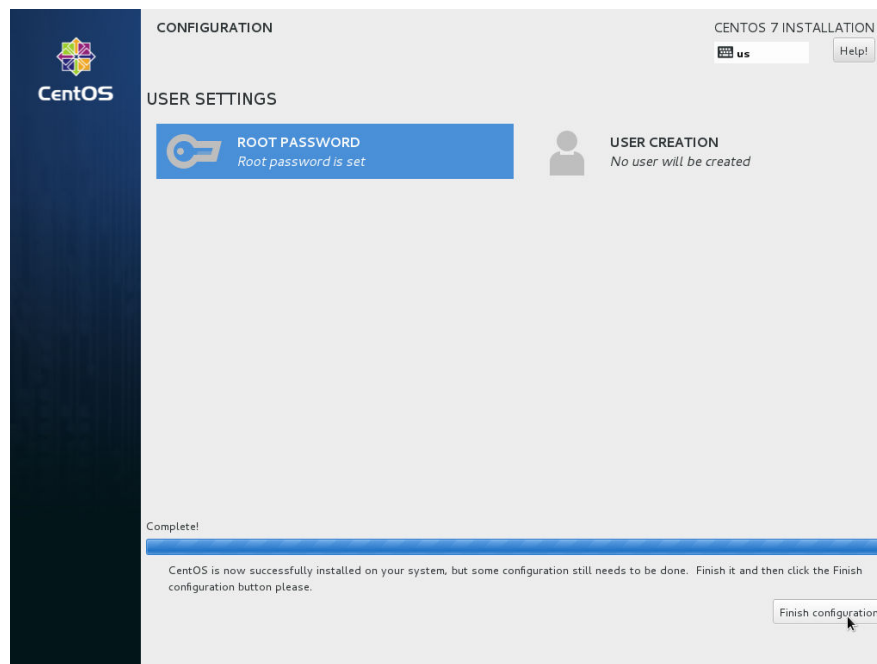 CONFIGURATION
CENTOS 7 INSTALLATION
us
Help!
CentOS
USER SETTINGS
ROOT PASSWORD
Root password is set
USER CREATION
No user will be created
Complete!
CentOS is now successfully installed on your system, but some configuration still needs to be done. Finish it and then click the Finish
configuration button please.
Finish configuration